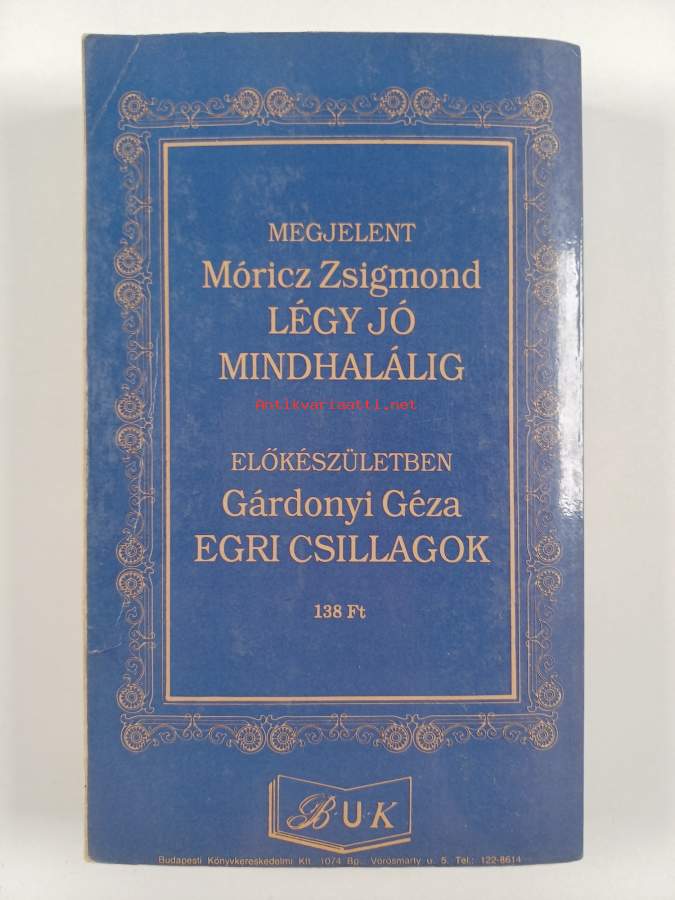 MEGJELENT
Móricz Zsigmond
LÉGY JÓ
MINDHALÁLIG
Antikvariaatti.net
ELŐKÉSZÜLETBEN
Gárdonyi Géza
EGRI CSILLAGOK
138 Ft
B·U·K
Budapesti Könyvkereskedelmi Kft. 1074 Bp., Vörösmarty u. 5. Tel.: 122-8614